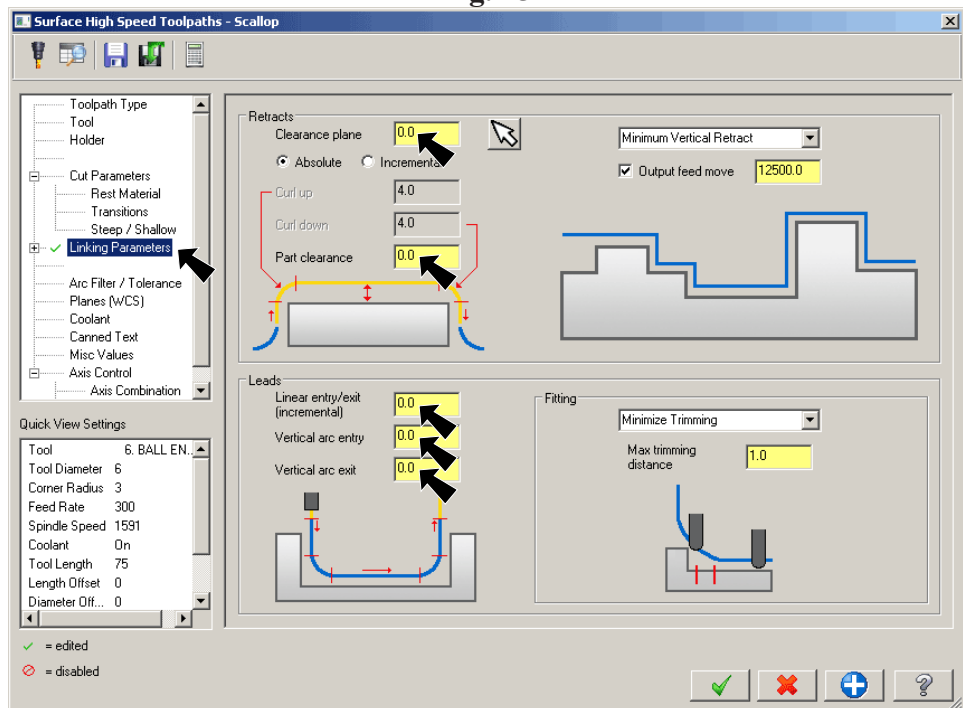 Surface High Speed Toolpaths - Scallop
Toolpath Type
Tool
Holder
Cut Parameters
Rest Material
Transitions
Steep / Shallow
Linking Parameters
Arc Filter / Tolerance
Planes (WCS)
Coolant
Canned Text
Misc Values
Axis Control
Axis Combination
Quick View Settings
Tool 6. BALL EN...
Tool Diameter 6
Corner Radius 3
Feed Rate 300
Spindle Speed 1591
Coolant On
Tool Length 75
Length Offset 0
Diameter Off... 0
= edited
= disabled
Retracts
Clearance plane 0.0
Absolute
Curl up 4.0
Curl down 4.0
Part clearance 0.0
Minimum Vertical Retract
Output feed move 12500.0
Leads
Linear entry/exit 0.0
(incremental)
Vertical arc entry 0.0
Vertical arc exit 0.0
Fitting
Minimize Trimming
Max trimming 1.0
distance